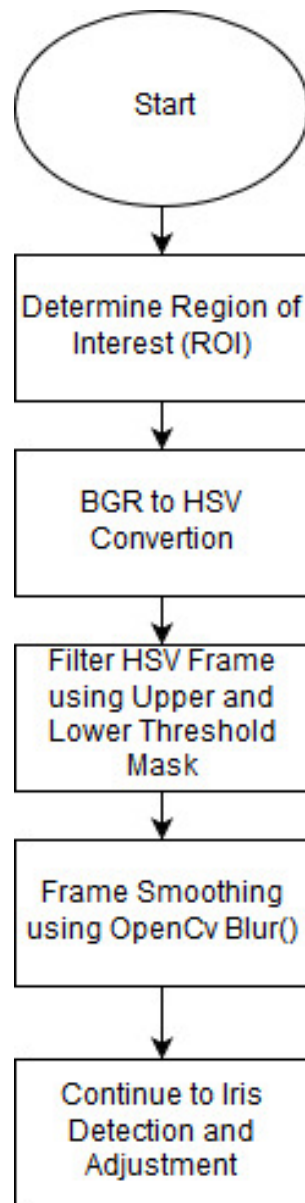 Start
Determine Region of
Interest (ROI)
BGR to HSV
Convertion
Filter HSV Frame
using Upper and
Lower Threshold
Mask
Frame Smoothing
using OpenCv Blur()
Continue to Iris
Detection and
Adjustment